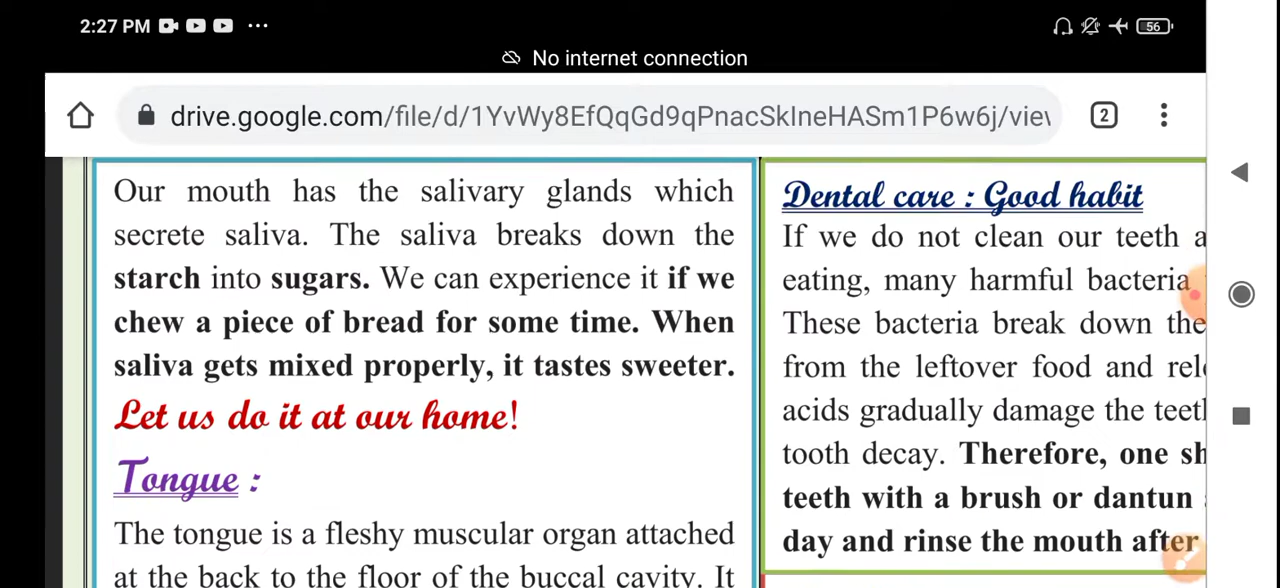 2:27 PM
56
No internet connection
drive.google.com/file/d/1YvWy8EfQqGd9qPnacSkIneHASm1P6w6j/view
2
Our mouth has the salivary glands which
secrete saliva. The saliva breaks down the
starch into sugars. We can experience it if we
chew a piece of bread for some time. When
saliva gets mixed properly, it tastes sweeter.
Let us do it at our home!
Tongue :
The tongue is a fleshy muscular organ attached
at the back to the floor of the buccal cavity. It
Dental care : Good habit
If we do not clean our teeth a
eating, many harmful bacteria
These bacteria break down the
from the leftover food and rel
acids gradually damage the teet
tooth decay. Therefore, one sh
teeth with a brush or dantun
day and rinse the mouth after